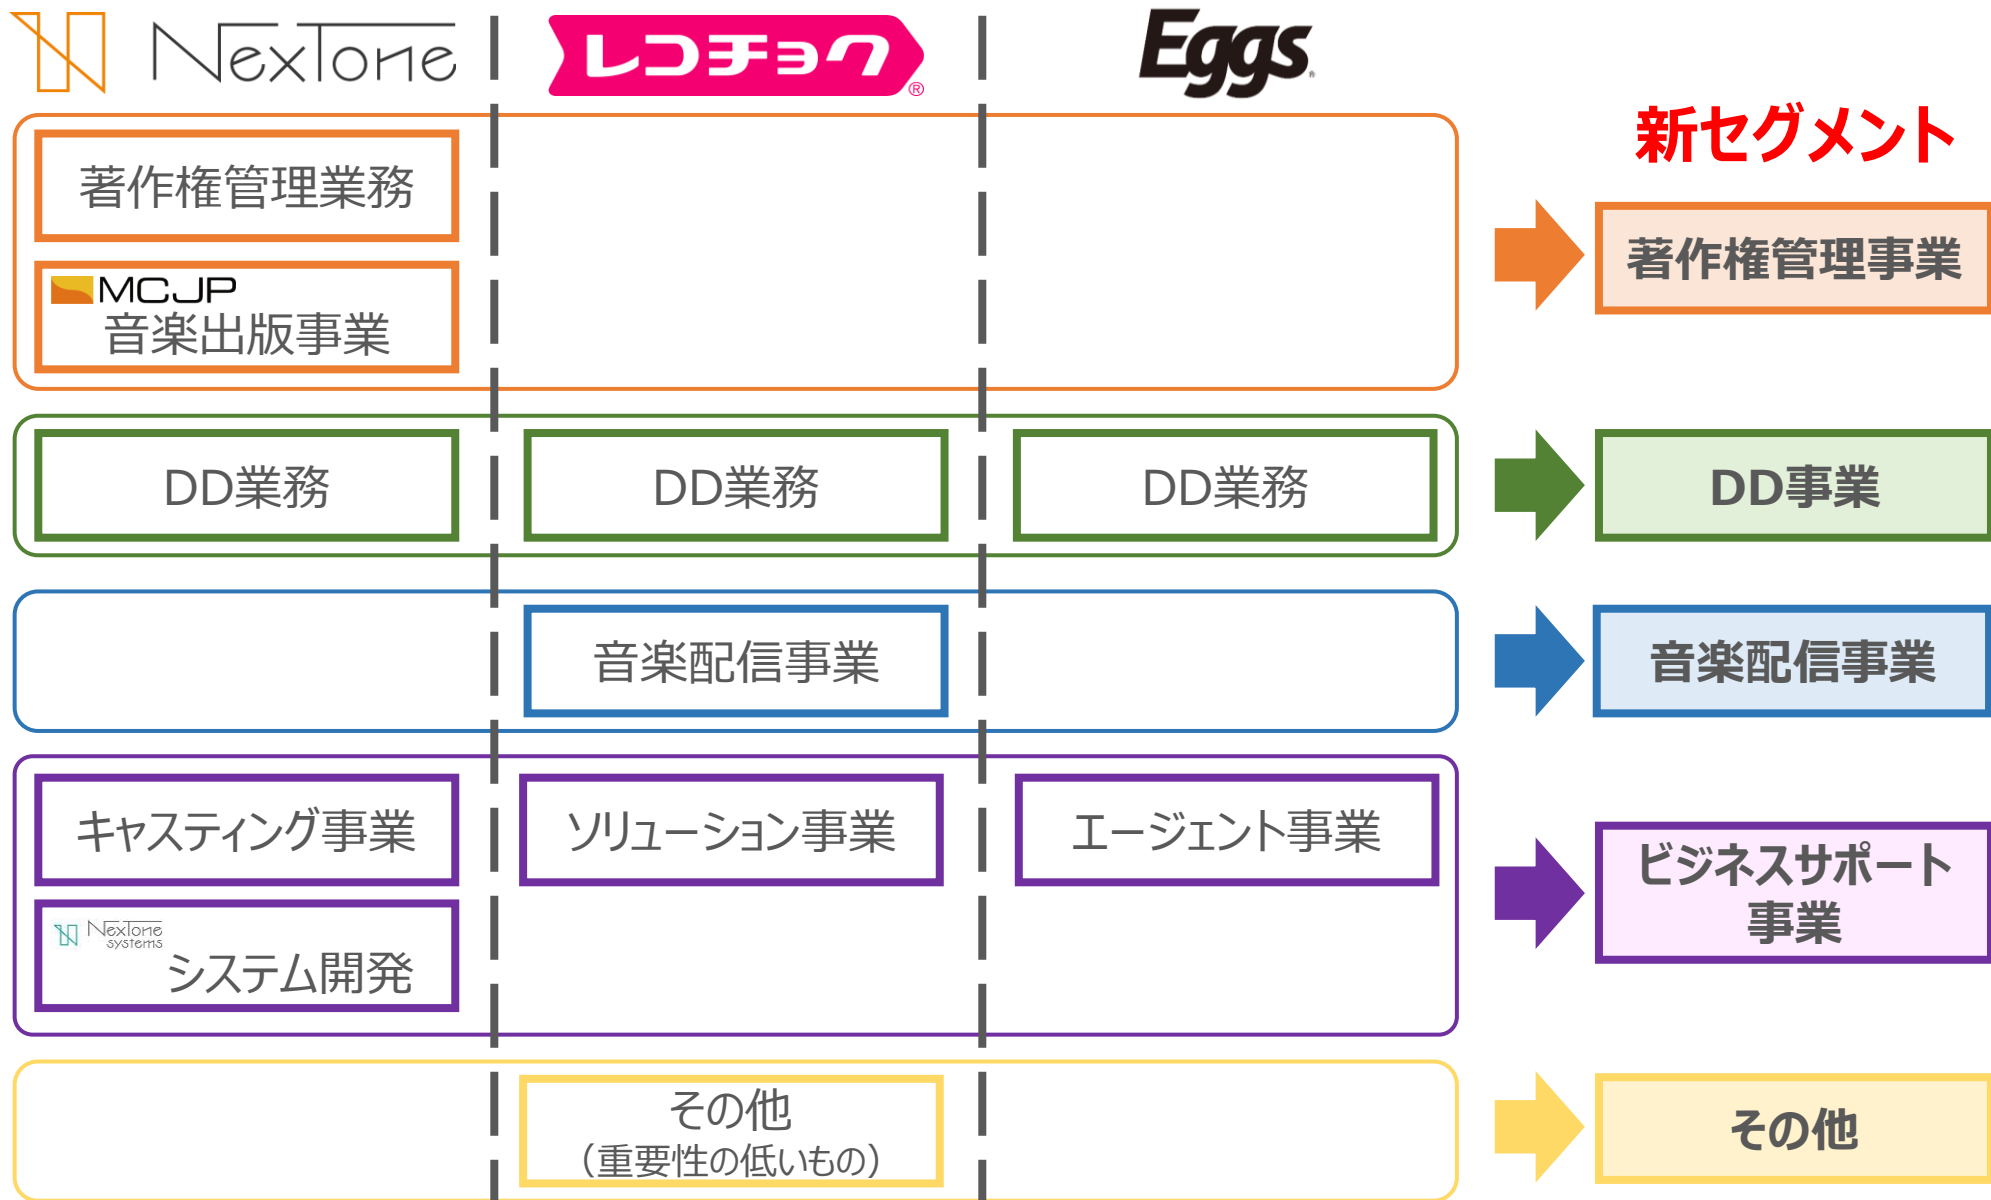 NexTone
レコチョク®
Eggs®
新セグメント
著作権管理業務
MCJP
音楽出版事業
著作権管理事業
DD業務
DD業務
DD業務
DD事業
音楽配信事業
音楽配信事業
キャスティング事業
ソリューション事業
エージェント事業
NexTone
systems
システム開発
ビジネスサポート
事業
その他
（重要性の低いもの）
その他